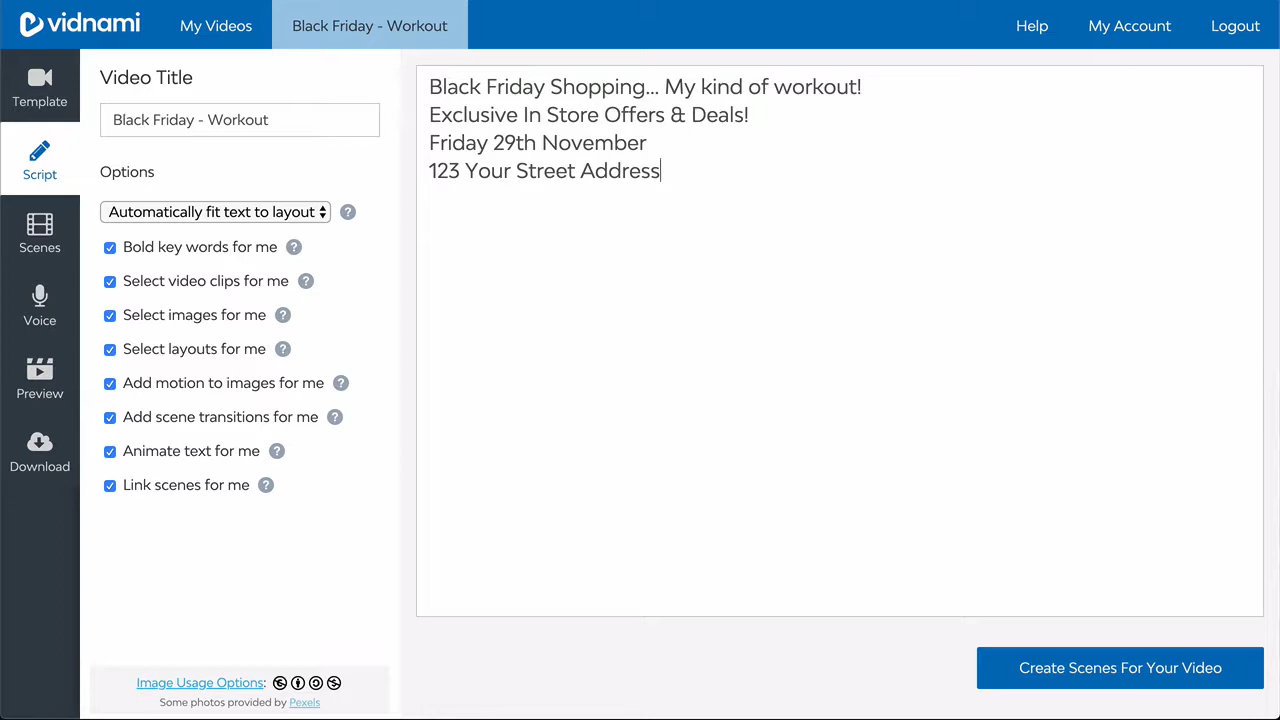 vidnami
My Videos
Black Friday - Workout
Help
My Account
Logout
Template
Script
Scenes
Voice
Preview
Download
Video Title
Black Friday - Workout
Options
Automatically fit text to layout
?
Bold key words for me ?
Select video clips for me ?
Select images for me ?
Select layouts for me ?
Add motion to images for me ?
Add scene transitions for me ?
Animate text for me ?
Link scenes for me ?
Image Usage Options:
Some photos provided by Pexels
Black Friday Shopping... My kind of workout!
Exclusive In Store Offers & Deals!
Friday 29th November
123 Your Street Address
Create Scenes For Your Video